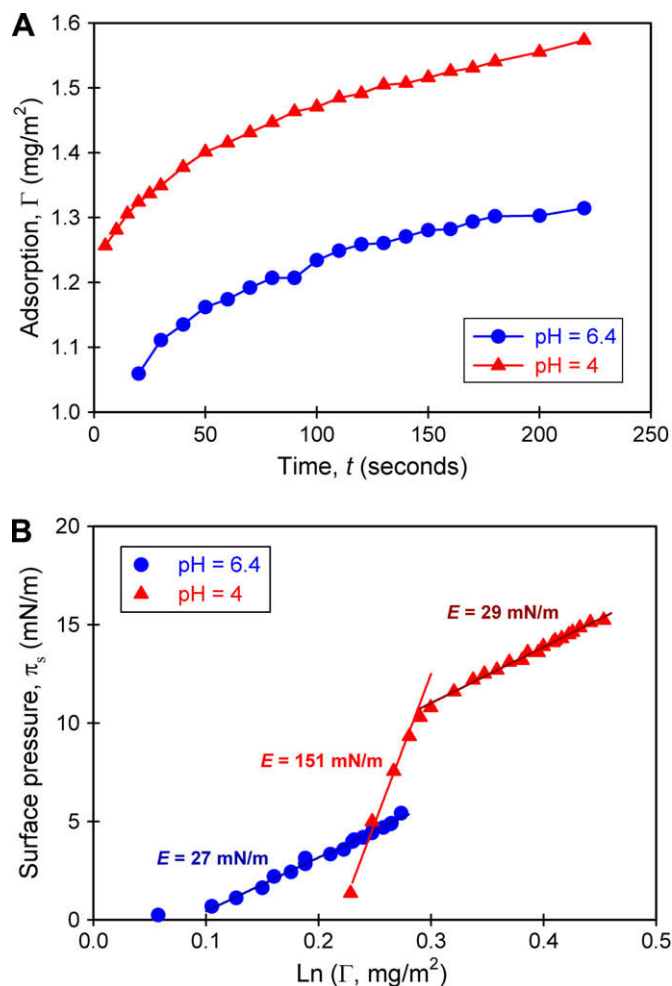 A
1.6
1.5
1.4
1.3
1.2
1.1
1.0
Adsorption, Γ (mg/m²)
pH = 6.4
pH = 4
0 50 100 150 200 250
Time, t (seconds)
B
20
15
10
5
0
Surface pressure, πs (mN/m)
pH = 6.4
pH = 4
E = 29 mN/m
E = 151 mN/m
E = 27 mN/m
0.0 0.1 0.2 0.3 0.4 0.5
Ln (Γ, mg/m²)